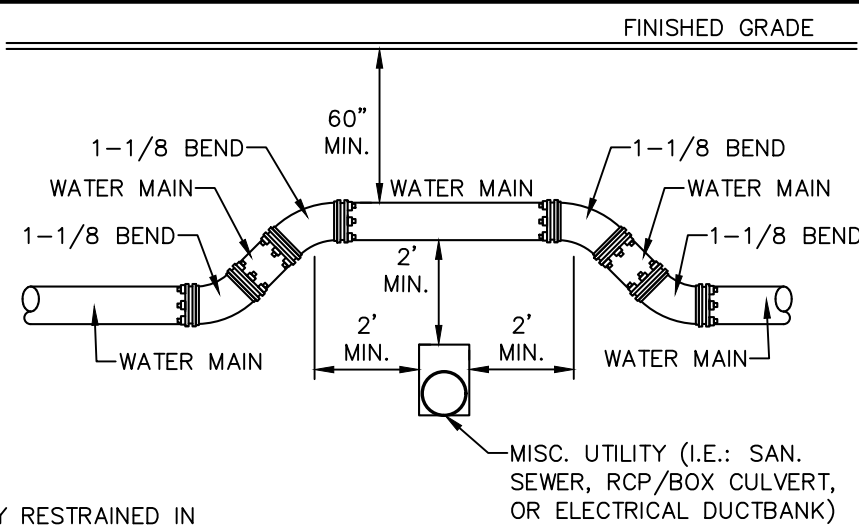 FINISHED GRADE
60"
MIN.
1-1/8 BEND
1-1/8 BEND
WATER MAIN
WATER MAIN
WATER MAIN
1-1/8 BEND
1-1/8 BEND
2'
MIN.
2'
MIN.
2'
MIN.
WATER MAIN
WATER MAIN
MISC. UTILITY (I.E.: SAN.
SEWER, RCP/BOX CULVERT,
OR ELECTRICAL DUCTBANK)
RESTRAINED IN